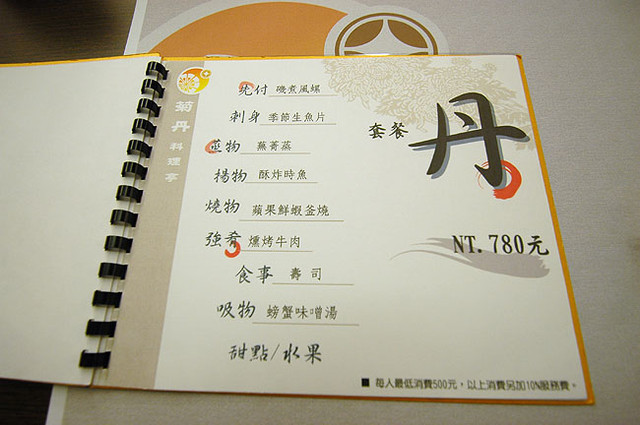 菊丹料理亭
先付 磯煮風螺
刺身 季節生魚片
蒸物 蕪菁蒸
揚物 酥炸時魚
燒物 蘋果鮮蝦釜燒
強肴 燻烤牛肉
食事 壽司
吸物 螃蟹味噌湯
甜點/水果
套餐 丹
NT. 780元
■ 每人最低消費500元，以上消費另加10%服務費。